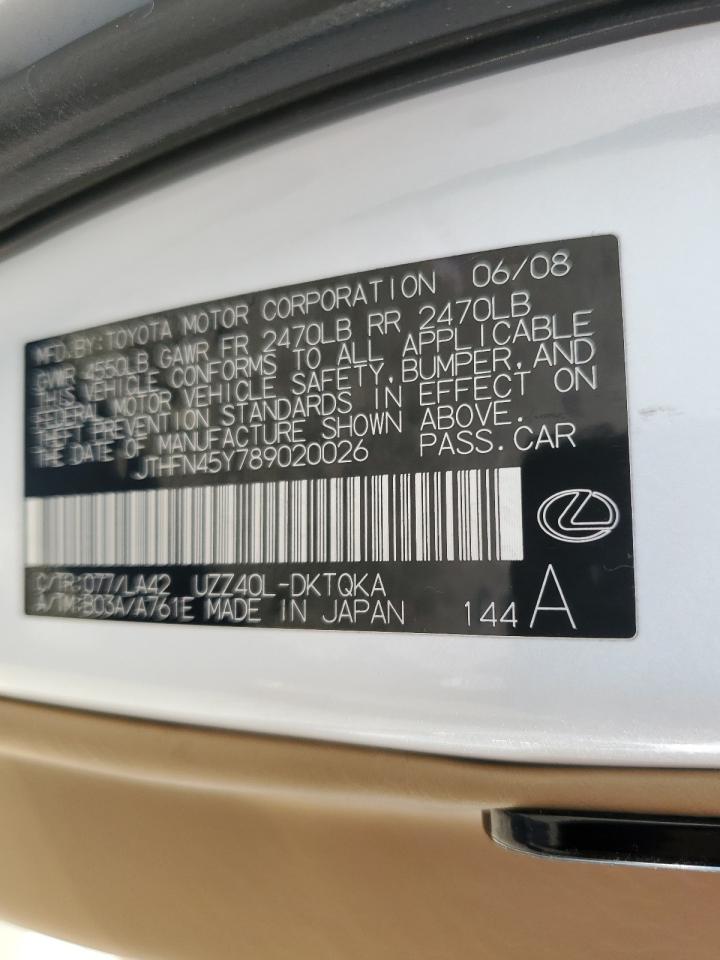 MFD.BY:TOYOTA MOTOR CORPORATION 06/08
GVWR 4550LB GAWR FR 2470LB RR 2470LB
THIS VEHICLE CONFORMS TO ALL APPLICABLE
FEDERAL MOTOR VEHICLE SAFETY,BUMPER,AND
THEFT PREVENTION STANDARDS IN EFFECT ON
THE DATE OF MANUFACTURE SHOWN ABOVE.
JTHFN45Y789020026 PASS.CAR
C/TR:077/LA42 UZZ40L-DKTQKA
A/TM:B03A/A761E MADE IN JAPAN 144 A